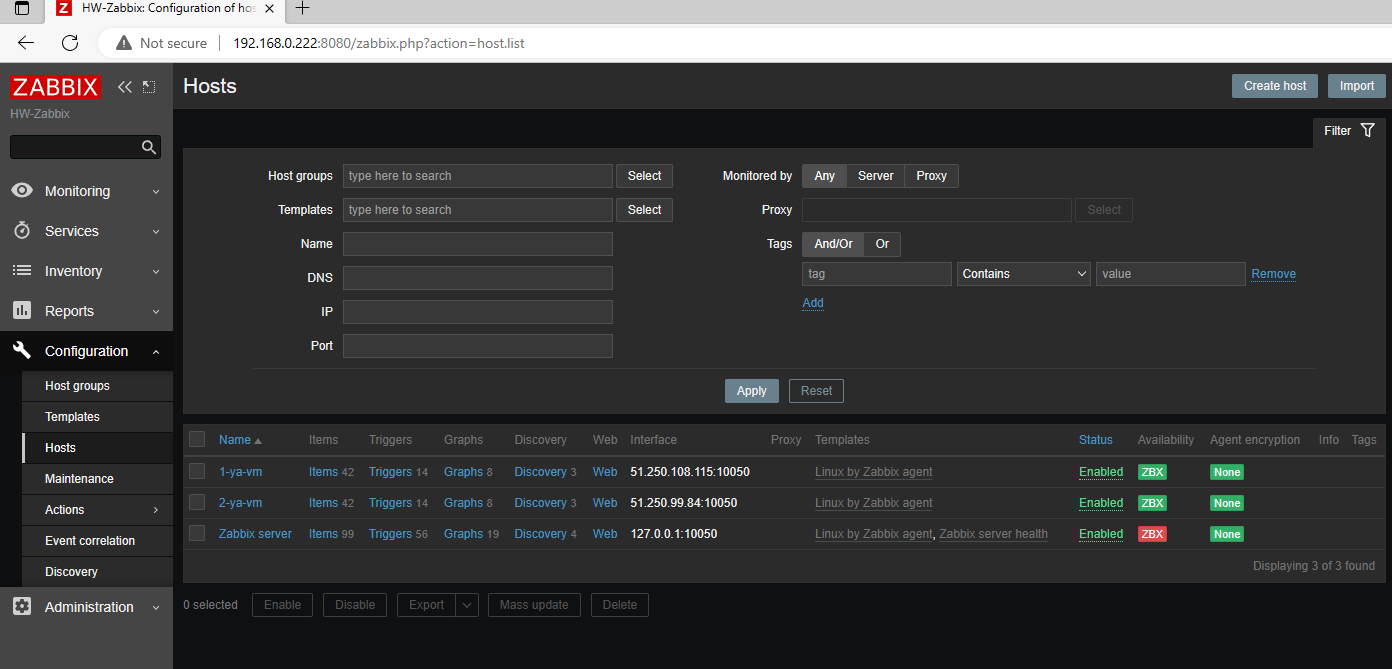 HW-Zabbix: Configuration of hos
Not secure 192.168.0.222:8080/zabbix.php?action=host.list
ZABBIX
HW-Zabbix
Monitoring
Services
Inventory
Reports
Configuration
Host groups
Templates
Hosts
Maintenance
Actions
Event correlation
Discovery
Administration
Hosts Create host Import
Filter
Host groups type here to search Select Monitored by Any Server Proxy
Templates type here to search Select Proxy Select
Name Tags And/Or Or
DNS tag Contains value Remove
Add
IP
Port
Apply Reset
Name Items Triggers Graphs Discovery Web Interface Proxy Templates Status Availability Agent encryption Info Tags
1-ya-vm Items 42 Triggers 14 Graphs 8 Discovery 3 Web 51.250.108.115:10050 Linux by Zabbix agent Enabled ZBX None
2-ya-vm Items 42 Triggers 14 Graphs 8 Discovery 3 Web 51.250.99.84:10050 Linux by Zabbix agent Enabled ZBX None
Zabbix server Items 99 Triggers 56 Graphs 19 Discovery 4 Web 127.0.0.1:10050 Linux by Zabbix agent, Zabbix server health Enabled ZBX None
Displaying 3 of 3 found
0 selected Enable Disable Export Mass update Delete